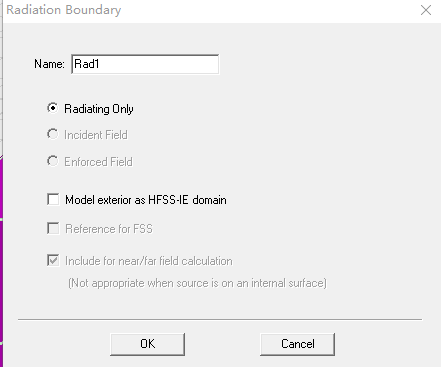 Radiation Boundary
Name: Rad1
Radiating Only
Incident Field
Enforced Field
Model exterior as HFSS-IE domain
Reference for FSS
Include for near/far field calculation
(Not appropriate when source is on an internal surface)
OK Cancel